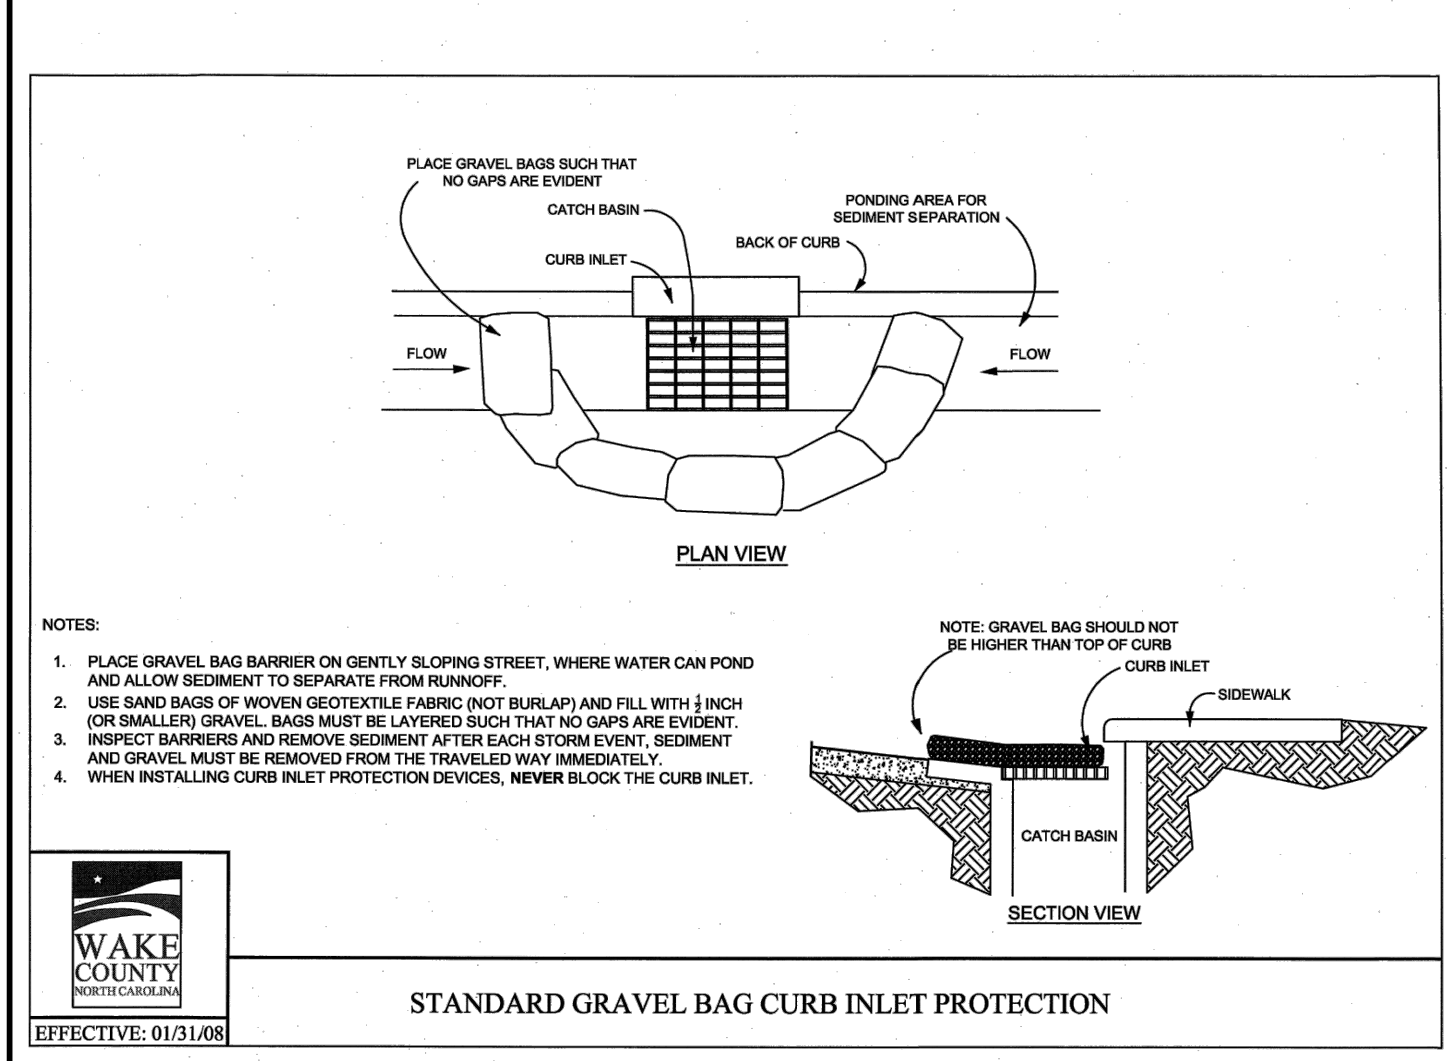 PLACE GRAVEL BAGS SUCH THAT
NO GAPS ARE EVIDENT
CATCH BASIN
CURB INLET
BACK OF CURB
PONDING AREA FOR
SEDIMENT SEPARATION
FLOW
FLOW
PLAN VIEW
NOTES:
1. PLACE GRAVEL BAG BARRIER ON GENTLY SLOPING STREET, WHERE WATER CAN POND
AND ALLOW SEDIMENT TO SEPARATE FROM RUNNOFF.
2. USE SAND BAGS OF WOVEN GEOTEXTILE FABRIC (NOT BURLAP) AND FILL WITH ½ INCH
(OR SMALLER) GRAVEL. BAGS MUST BE LAYERED SUCH THAT NO GAPS ARE EVIDENT.
3. INSPECT BARRIERS AND REMOVE SEDIMENT AFTER EACH STORM EVENT, SEDIMENT
AND GRAVEL MUST BE REMOVED FROM THE TRAVELED WAY IMMEDIATELY.
4. WHEN INSTALLING CURB INLET PROTECTION DEVICES, NEVER BLOCK THE CURB INLET.
NOTE: GRAVEL BAG SHOULD NOT
BE HIGHER THAN TOP OF CURB
CURB INLET
SIDEWALK
CATCH BASIN
SECTION VIEW
WAKE
COUNTY
NORTH CAROLINA
EFFECTIVE: 01/31/08
STANDARD GRAVEL BAG CURB INLET PROTECTION